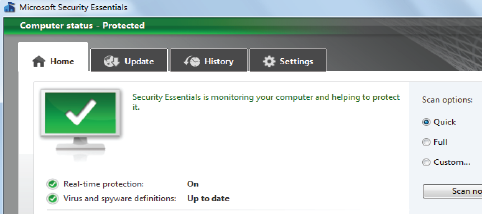 Microsoft Security Essentials
Computer status - Protected
Home
Update
History
Settings
Security Essentials is monitoring your computer and helping to protect
it.
Scan options:
Quick
Full
Custom...
Scan no
Real-time protection: On
Virus and spyware definitions: Up to date